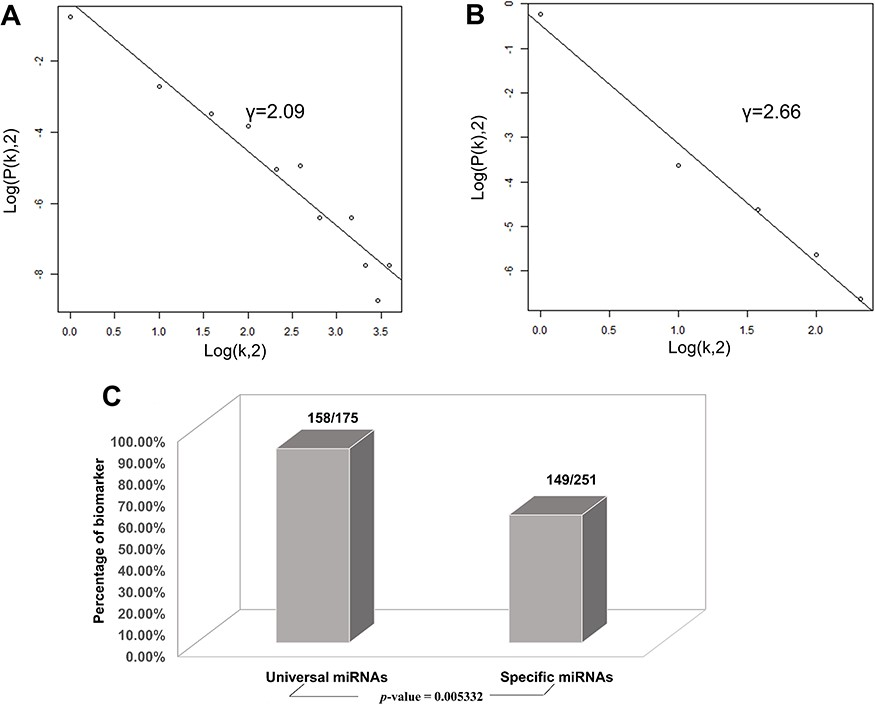 A
Log(P(k),2)
-2
-4
-6
-8
γ=2.09
0.0 0.5 1.0 1.5 2.0 2.5 3.0 3.5
Log(k,2)
B
Log(P(k),2)
0
-1
-2
-3
-4
-5
-6
γ=2.66
0.0 1.0 1.5 2.0
Log(k,2)
C
Percentage of biomarker
100.00%
90.00%
80.00%
70.00%
60.00%
50.00%
40.00%
30.00%
20.00%
10.00%
0.00%
158/175
149/251
Universal miRNAs Specific miRNAs
p-value = 0.005332